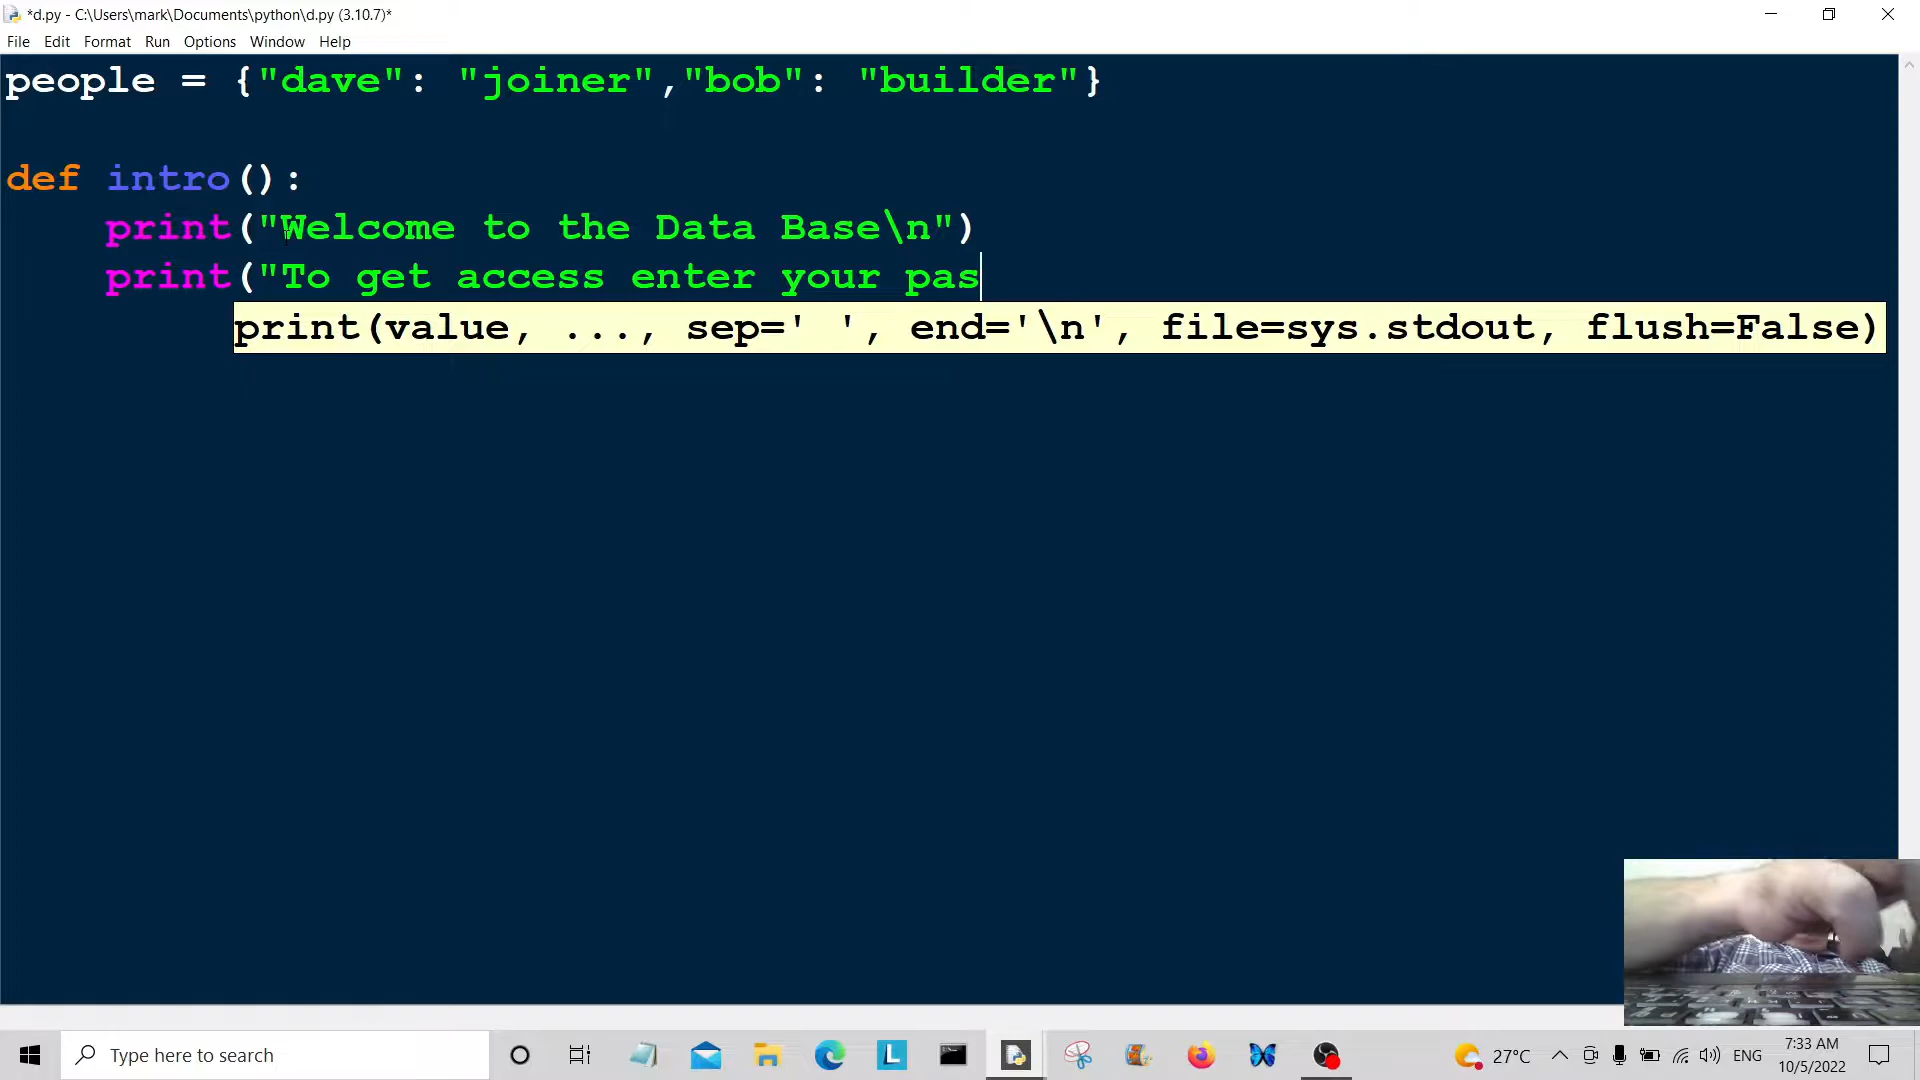 *d.py - C:\Users\mark\Documents\python\d.py (3.10.7)*
File Edit Format Run Options Window Help
people = {"dave": "joiner","bob": "builder"}
def intro():
    print("Welcome to the Data Base\n")
    print("To get access enter your pas
print(value, ..., sep=' ', end='\n', file=sys.stdout, flush=False)
Type here to search
L
27°C
ENG
7:33 AM
10/5/2022